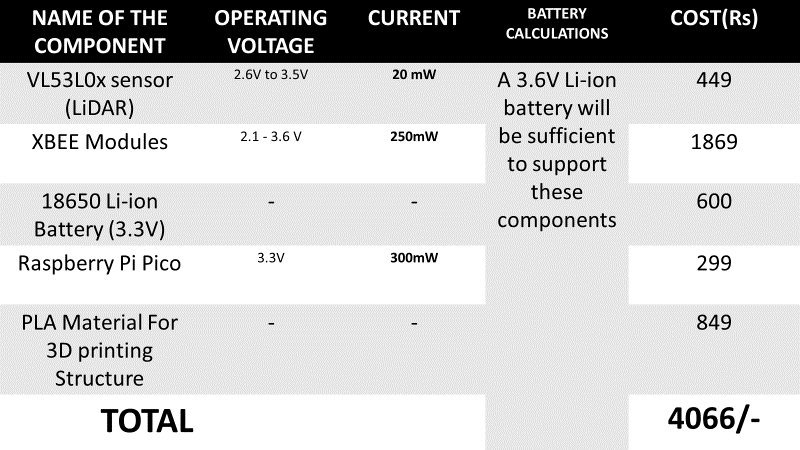 NAME OF THE COMPONENT
OPERATING VOLTAGE
CURRENT
BATTERY CALCULATIONS
COST(Rs)
VL53L0x sensor (LiDAR)
2.6V to 3.5V
20 mW
A 3.6V Li-ion
battery will
be sufficient
to support
these
components
449
XBEE Modules
2.1 - 3.6 V
250mW
1869
18650 Li-ion
Battery (3.3V)
-
-
600
Raspberry Pi Pico
3.3V
300mW
299
PLA Material For
3D printing
Structure
-
-
849
TOTAL
4066/-